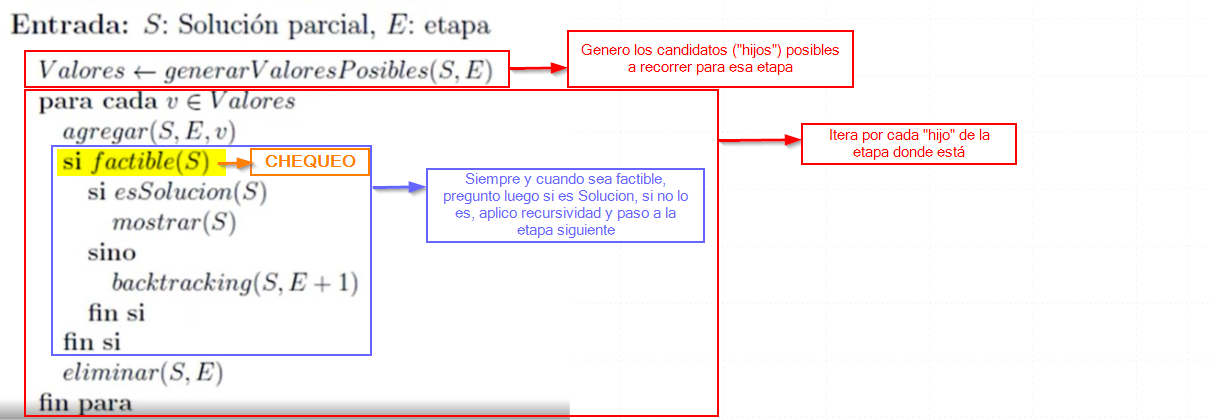 Entrada: S: Solución parcial, E: etapa
Valores ← generarValoresPosibles(S, E)
Genero los candidatos ("hijos") posibles
a recorrer para esa etapa
para cada v ∈ Valores
agregar(S, E, v)
Itera por cada "hijo" de la
etapa donde está
si factible(S)
CHEQUEO
Siempre y cuando sea factible,
pregunto luego si es Solucion, si no lo
es, aplico recursividad y paso a la
etapa siguiente
si esSolucion(S)
mostrar(S)
sino
backtracking(S, E + 1)
fin si
fin si
eliminar(S, E)
fin para